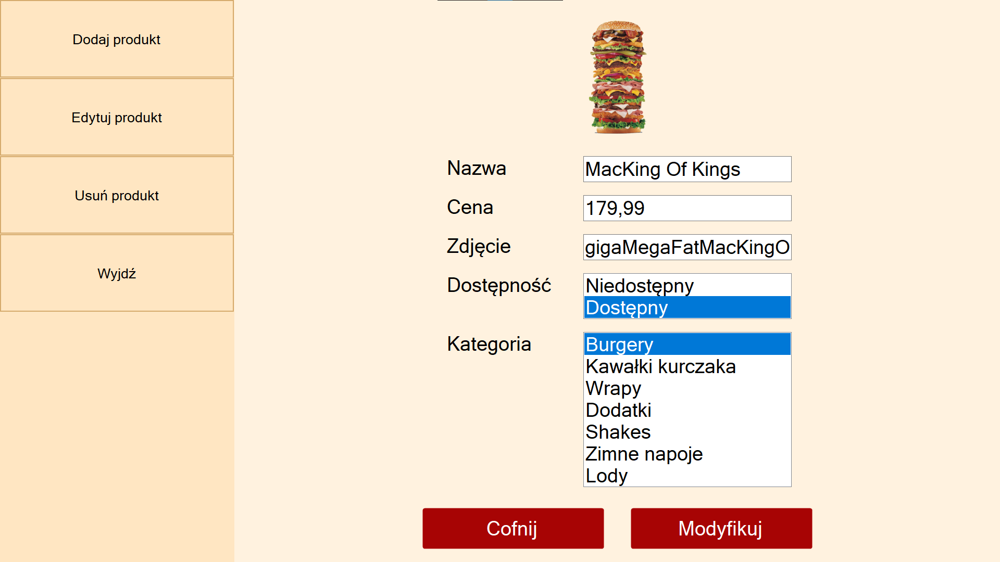 Dodaj produkt
Edytuj produkt
Usuń produkt
Wyjdź
Nazwa
MacKing Of Kings
Cena
179,99
Zdjęcie
gigaMegaFatMacKingO
Dostępność
Niedostępny
Dostępny
Kategoria
Burgery
Kawałki kurczaka
Wrapy
Dodatki
Shakes
Zimne napoje
Lody
Cofnij
Modyfikuj